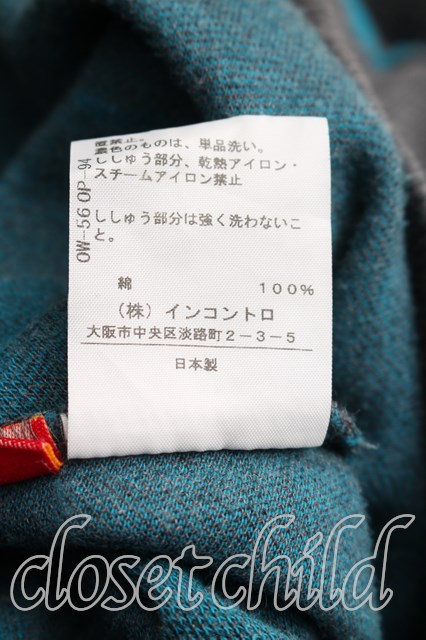 濃色のものは、単品洗い。
ししゅう部分、乾熱アイロン・
スチームアイロン禁止
ししゅう部分は強く洗わないこ
と。
OW-56OP-94
綿 100%
（株）インコントロ
大阪市中央区淡路町2-3-5
日本製
closet child